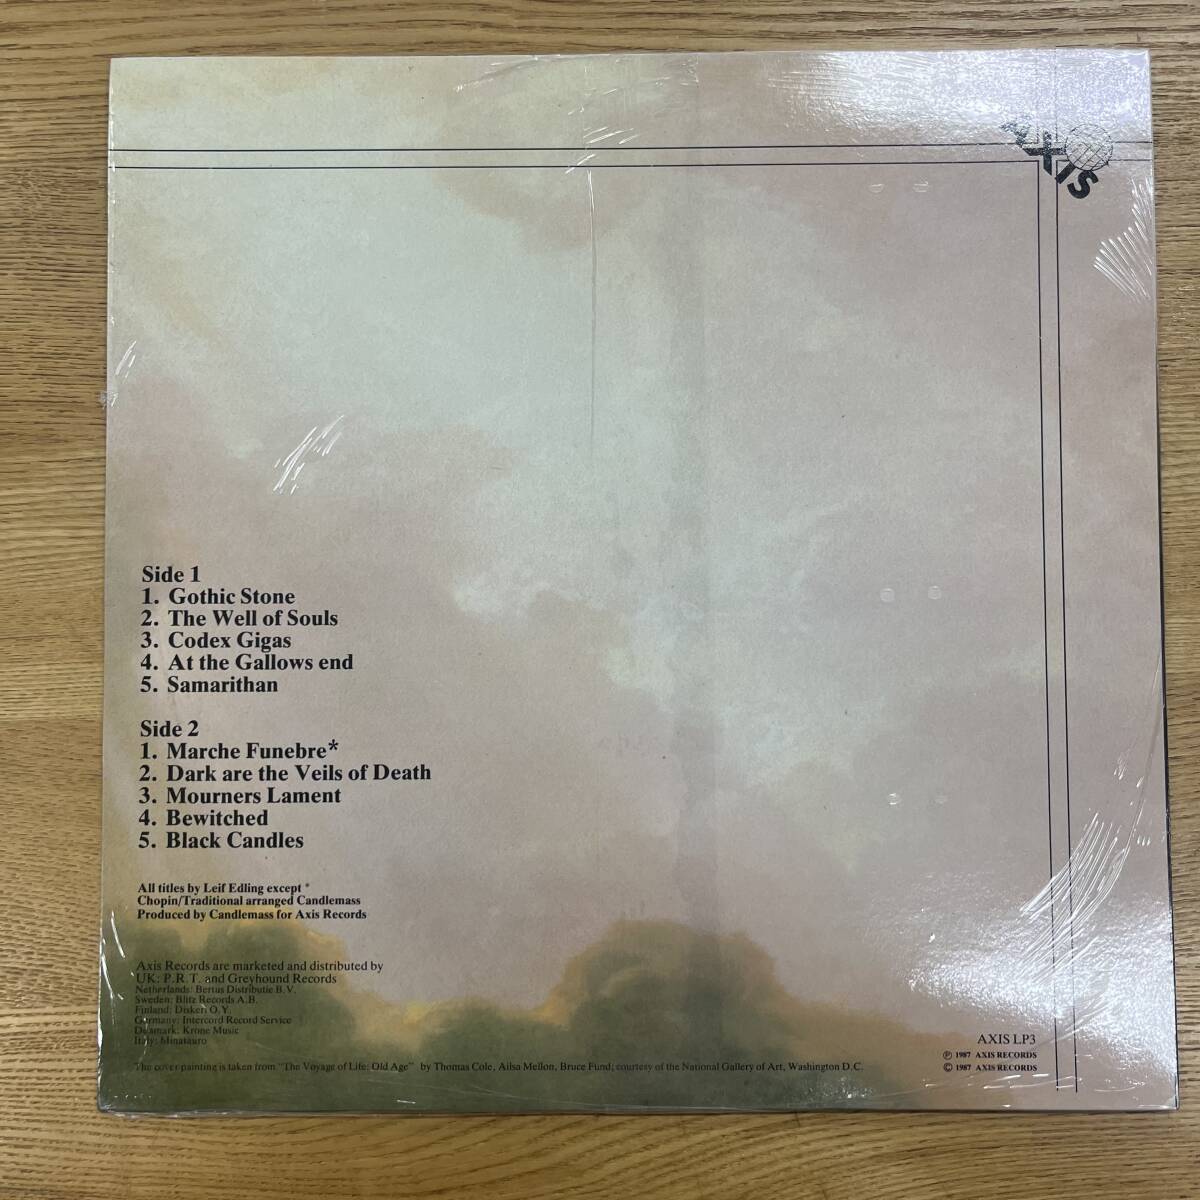 AXIS
Side 1
1. Gothic Stone
2. The Well of Souls
3. Codex Gigas
4. At the Gallows end
5. Samarithan
Side 2
1. Marche Funebre*
2. Dark are the Veils of Death
3. Mourners Lament
4. Bewitched
5. Black Candles
All titles by Leif Edling except *
Chopin/Traditional arranged Candlemass
Produced by Candlemass for Axis Records
Axis Records are marketed and distributed by
UK: P.R.T. and Greyhound Records
Netherlands: Bertus Distributie B.V.
Sweden: Blitz Records A.B.
Finland: Diskeri O.Y.
Germany: Intercord Record Service
Denmark: Krone Music
Italy: Minatauro
AXIS LP3
℗ 1987 AXIS RECORDS
© 1987 AXIS RECORDS
The cover painting is taken from "The Voyage of Life: Old Age" by Thomas Cole, Ailsa Mellon, Bruce Fund; courtesy of the National Gallery of Art, Washington D.C.